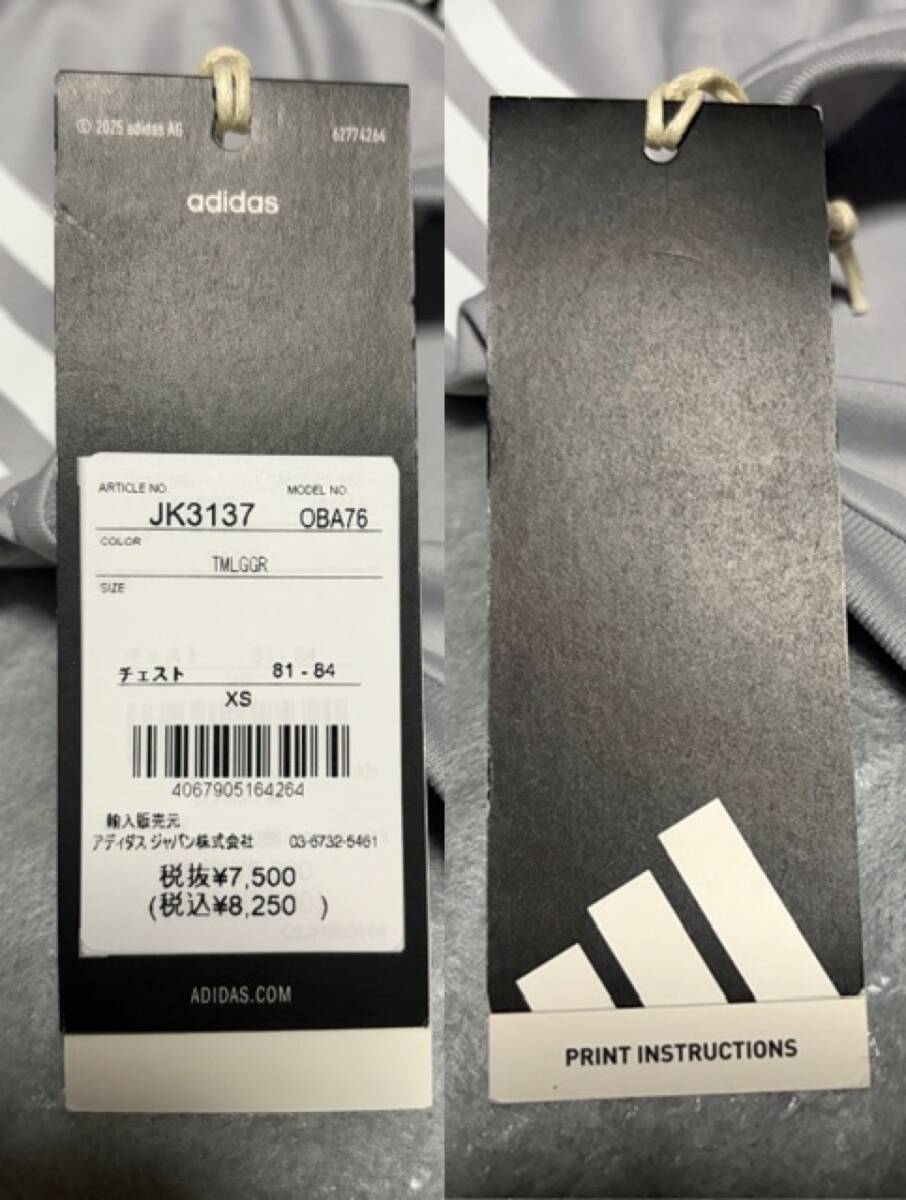 © 2025 adidas AG 62774264
adidas
ARTICLE NO. MODEL NO.
JK3137 OBA76
COLOR
TMLGGR
SIZE
チェスト 81 - 84
XS
4067905164264
輸入販売元
アディダス ジャパン株式会社 03-6732-5461
税抜¥7,500
(税込¥8,250 )
ADIDAS.COM
PRINT INSTRUCTIONS